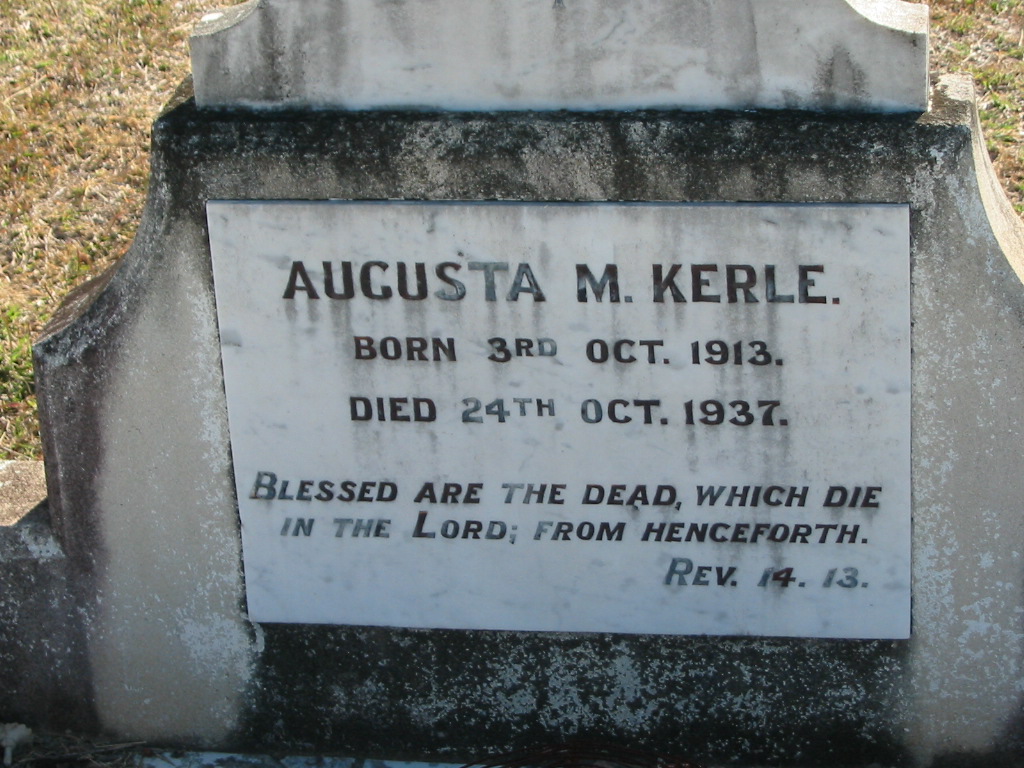 AUGUSTA M. KERLE.
BORN 3RD OCT. 1913.
DIED 24TH OCT. 1937.
BLESSED ARE THE DEAD, WHICH DIE
IN THE LORD; FROM HENCEFORTH.
REV. 14. 13.